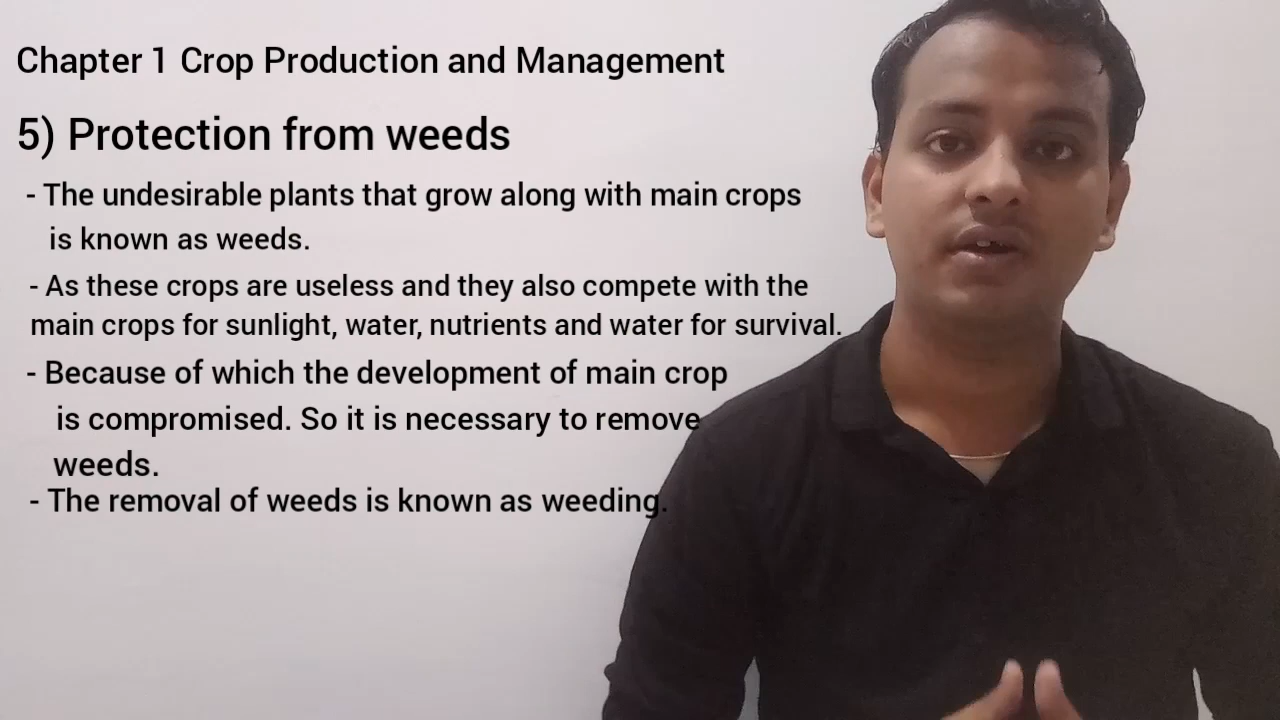 Chapter 1 Crop Production and Management
5) Protection from weeds
- The undesirable plants that grow along with main crops
is known as weeds.
- As these crops are useless and they also compete with the
main crops for sunlight, water, nutrients and water for survival.
- Because of which the development of main crop
is compromised. So it is necessary to remove
weeds.
- The removal of weeds is known as weeding.